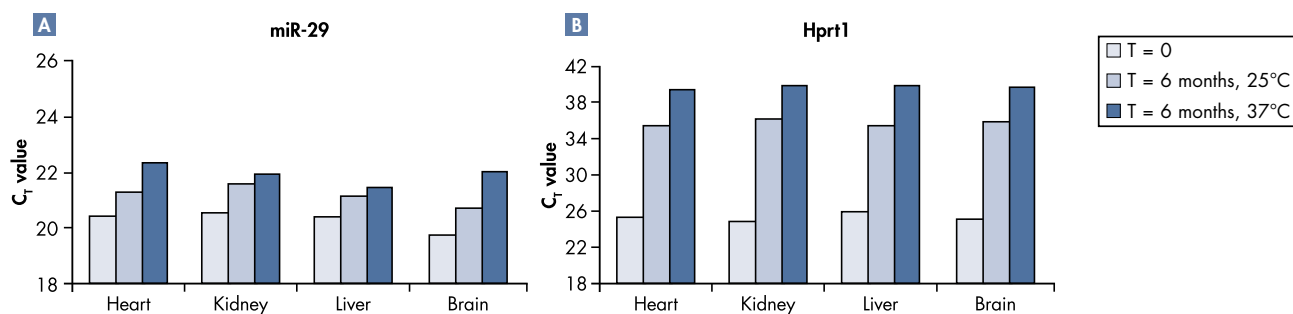 A
miR-29
C_T value
26
24
22
20
18
Heart Kidney Liver Brain
B
Hprt1
C_T value
42
38
34
30
26
22
18
Heart Kidney Liver Brain
T = 0
T = 6 months, 25°C
T = 6 months, 37°C